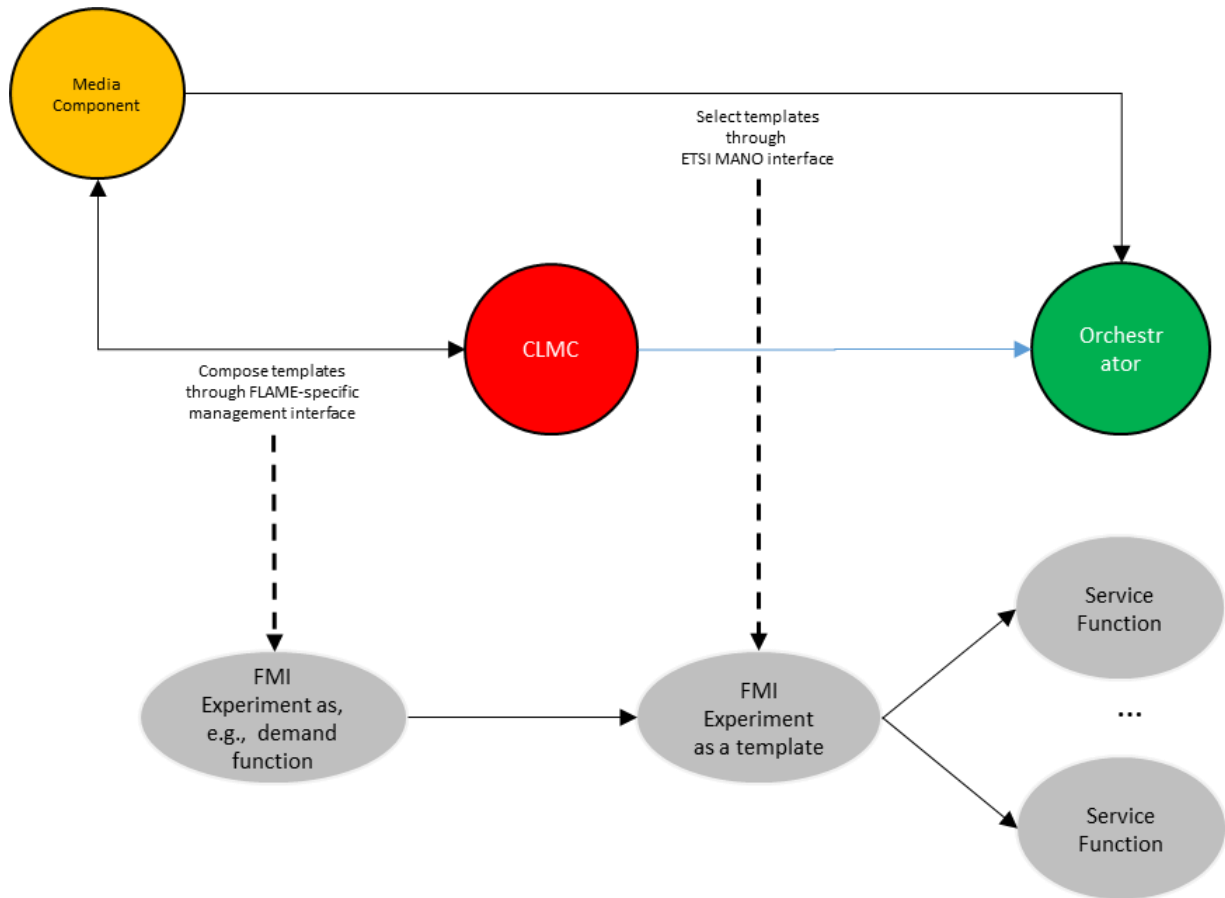 Media
Component
Select templates
through
ETSI MANO interface
CLMC
Orchestr
ator
Compose templates
through FLAME-specific
management interface
Service
Function
FMI
Experiment as,
e.g., demand
function
FMI
Experiment
as a template
...
Service
Function